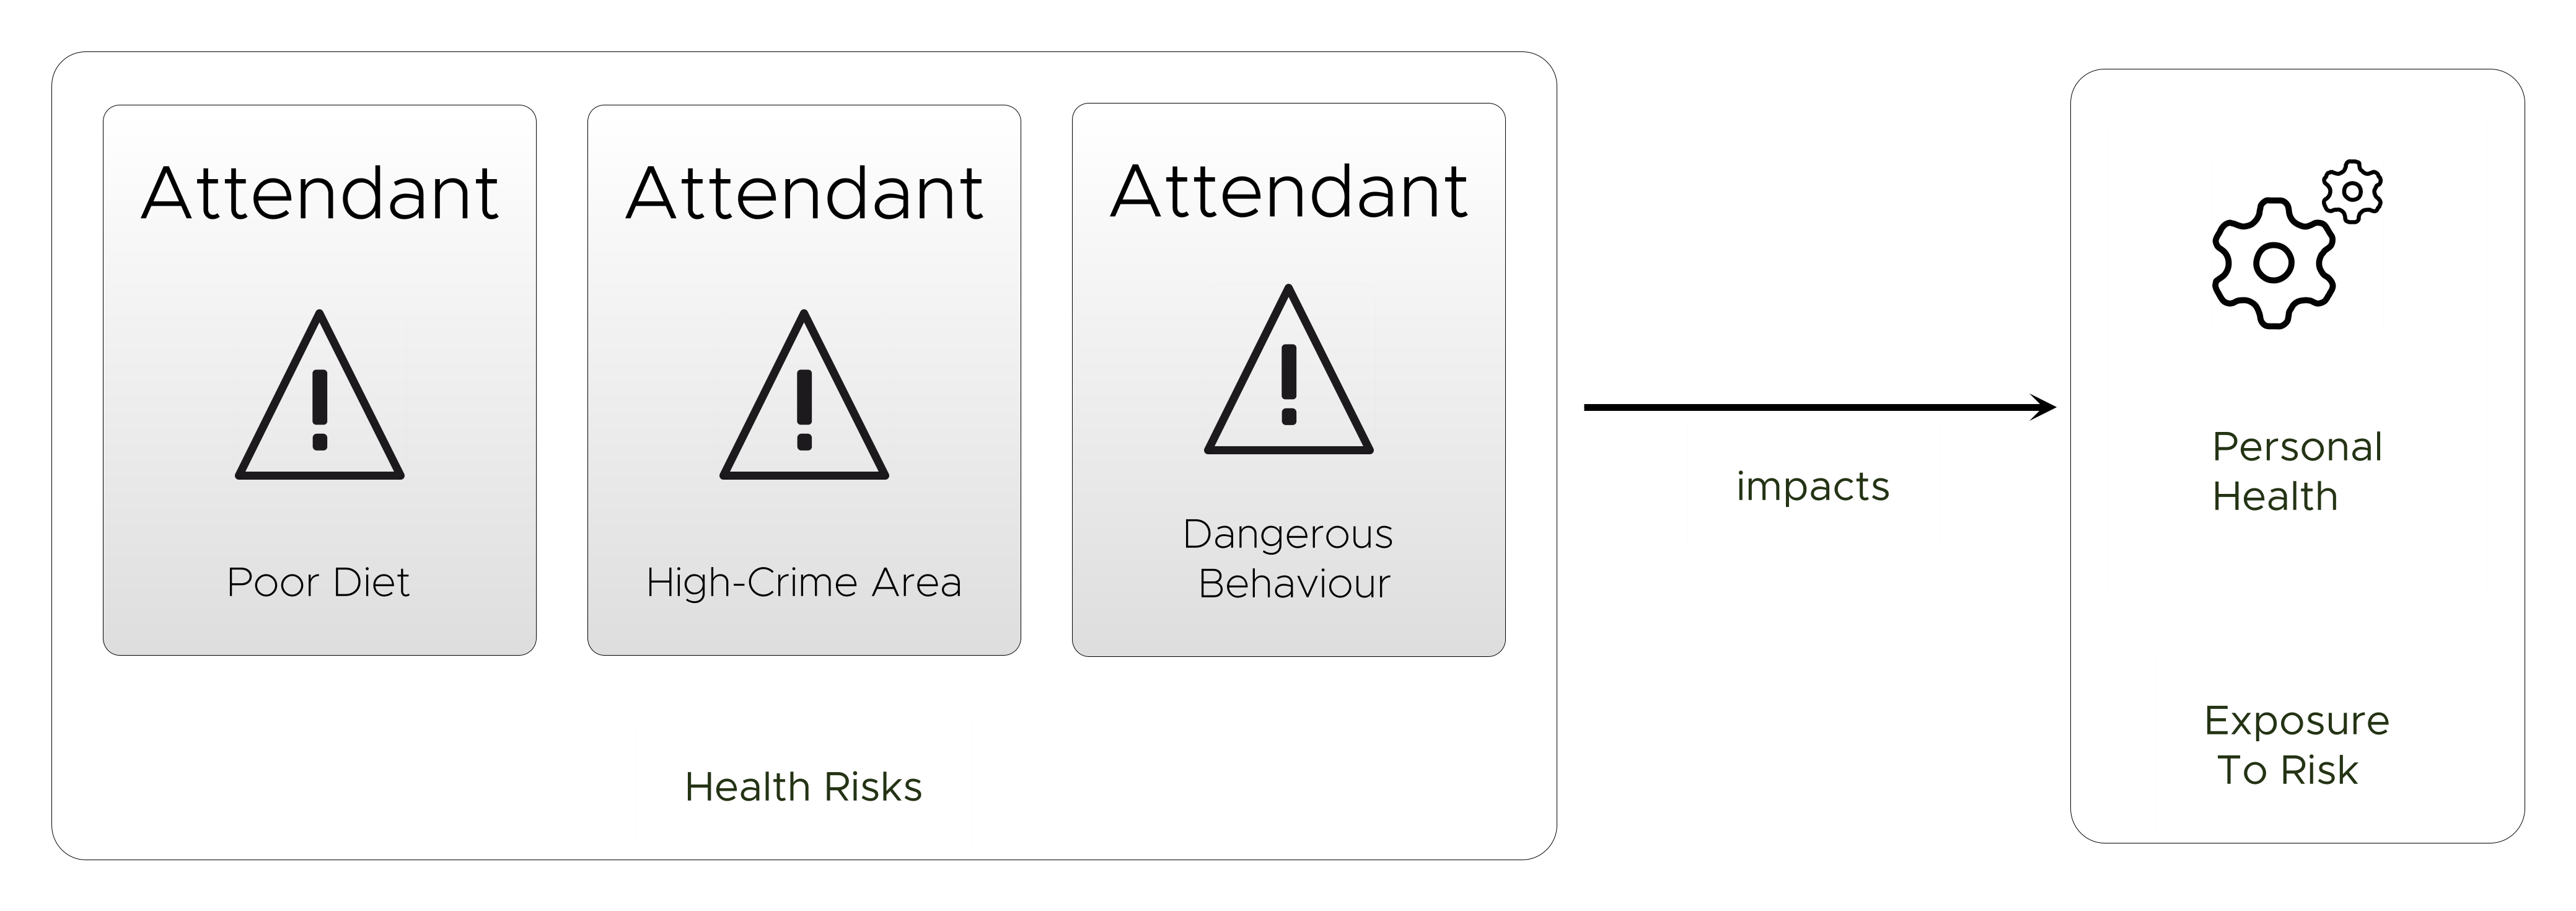 Attendant
Poor Diet
Attendant
High-Crime Area
Attendant
Dangerous
Behaviour
Health Risks
impacts
Personal
Health
Exposure
To Risk